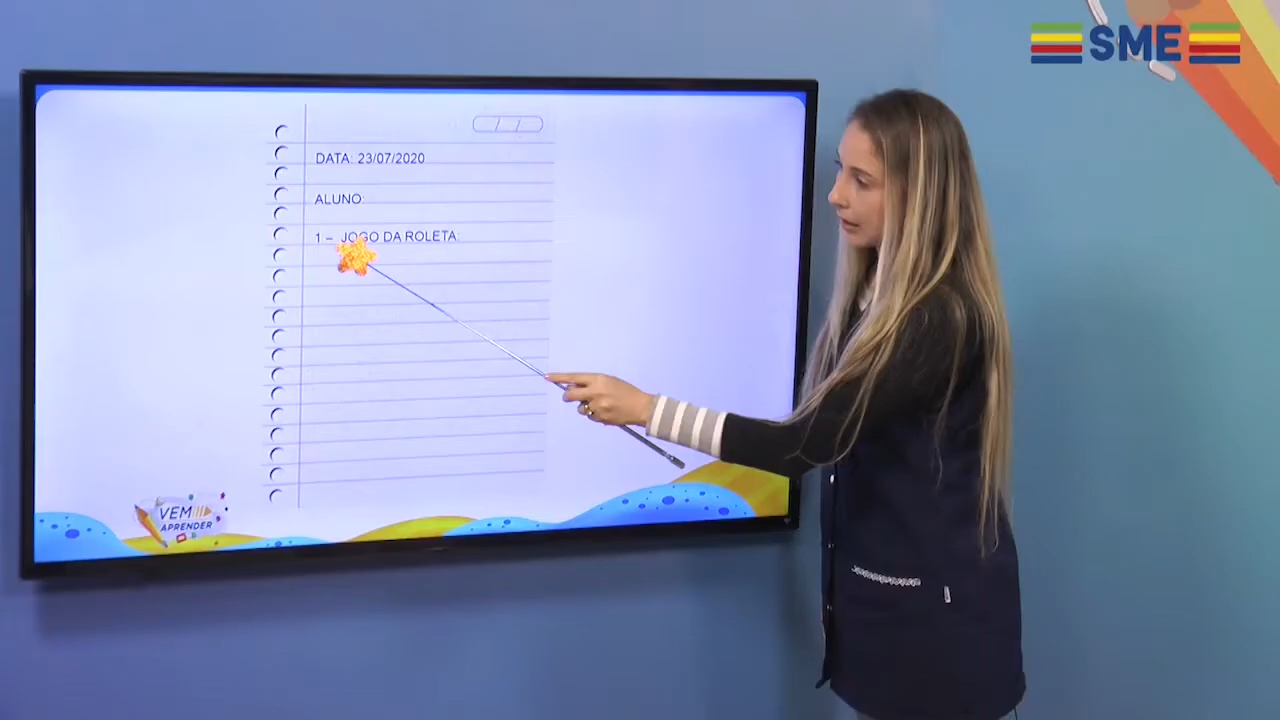 SME
DATA: 23/07/2020
ALUNO:
1 – JOGO DA ROLETA:
VEM
APRENDER